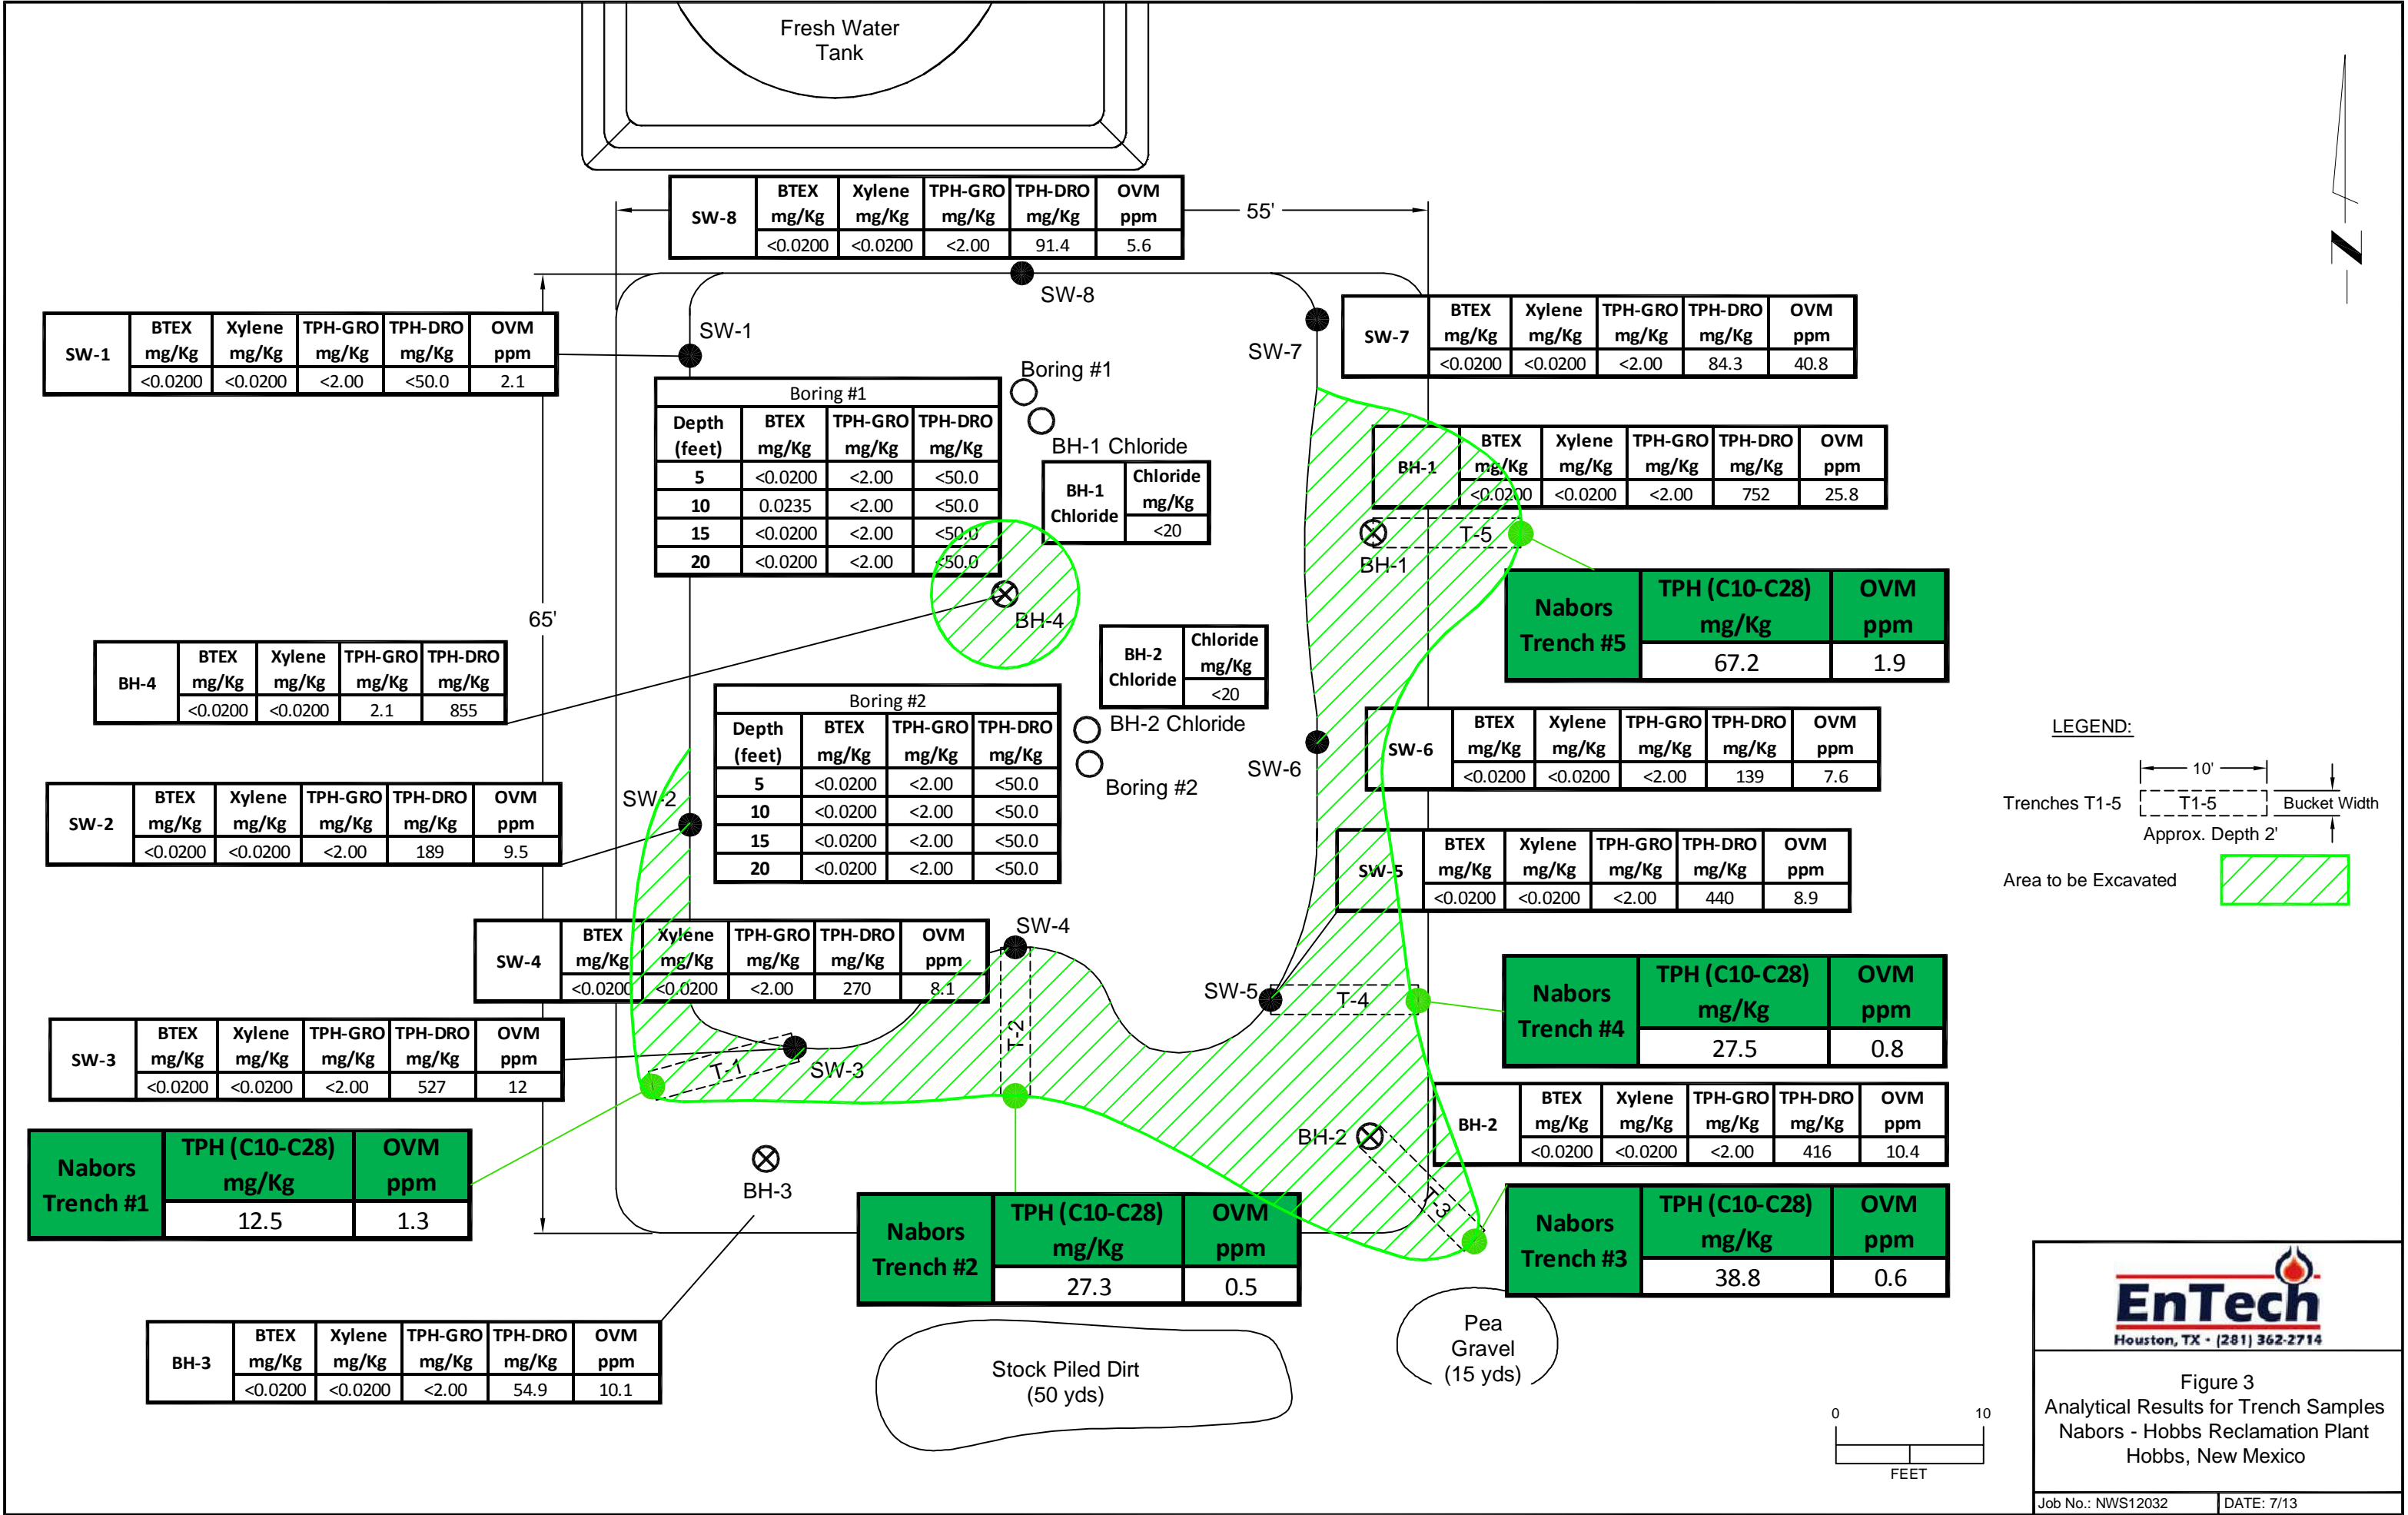 Fresh Water
Tank
SW-8
BTEX Xylene TPH-GRO TPH-DRO OVM
mg/Kg mg/Kg mg/Kg mg/Kg ppm
<0.0200 <0.0200 <2.00 91.4 5.6
55'
N
SW-8
SW-1
BTEX Xylene TPH-GRO TPH-DRO OVM
mg/Kg mg/Kg mg/Kg mg/Kg ppm
<0.0200 <0.0200 <2.00 <50.0 2.1
SW-1
SW-7
SW-7
BTEX Xylene TPH-GRO TPH-DRO OVM
mg/Kg mg/Kg mg/Kg mg/Kg ppm
<0.0200 <0.0200 <2.00 84.3 40.8
Boring #1
Boring #1
Depth BTEX TPH-GRO TPH-DRO
(feet) mg/Kg mg/Kg mg/Kg
5 <0.0200 <2.00 <50.0
10 0.0235 <2.00 <50.0
15 <0.0200 <2.00 <50.0
20 <0.0200 <2.00 <50.0
BH-1 Chloride
BH-1
Chloride
Chloride
mg/Kg
<20
BH-1
BTEX Xylene TPH-GRO TPH-DRO OVM
mg/Kg mg/Kg mg/Kg mg/Kg ppm
<0.0200 <0.0200 <2.00 752 25.8
T-5
BH-1
Nabors
Trench #5
TPH (C10-C28) OVM
mg/Kg ppm
67.2 1.9
65'
BH-4
BH-4
BTEX Xylene TPH-GRO TPH-DRO
mg/Kg mg/Kg mg/Kg mg/Kg
<0.0200 <0.0200 2.1 855
BH-2
Chloride
Chloride
mg/Kg
<20
BH-2 Chloride
Boring #2
Boring #2
Depth BTEX TPH-GRO TPH-DRO
(feet) mg/Kg mg/Kg mg/Kg
5 <0.0200 <2.00 <50.0
10 <0.0200 <2.00 <50.0
15 <0.0200 <2.00 <50.0
20 <0.0200 <2.00 <50.0
SW-6
SW-6
BTEX Xylene TPH-GRO TPH-DRO OVM
mg/Kg mg/Kg mg/Kg mg/Kg ppm
<0.0200 <0.0200 <2.00 139 7.6
LEGEND:
10'
Trenches T1-5
T1-5
Bucket Width
Approx. Depth 2'
Area to be Excavated
SW-2
SW-2
BTEX Xylene TPH-GRO TPH-DRO OVM
mg/Kg mg/Kg mg/Kg mg/Kg ppm
<0.0200 <0.0200 <2.00 189 9.5
SW-5
BTEX Xylene TPH-GRO TPH-DRO OVM
mg/Kg mg/Kg mg/Kg mg/Kg ppm
<0.0200 <0.0200 <2.00 440 8.9
SW-4
BTEX Xylene TPH-GRO TPH-DRO OVM
mg/Kg mg/Kg mg/Kg mg/Kg ppm
<0.0200 <0.0200 <2.00 270 8.1
SW-4
SW-5
T-4
Nabors
Trench #4
TPH (C10-C28) OVM
mg/Kg ppm
27.5 0.8
SW-3
BTEX Xylene TPH-GRO TPH-DRO OVM
mg/Kg mg/Kg mg/Kg mg/Kg ppm
<0.0200 <0.0200 <2.00 527 12
T-1
SW-3
T-2
BH-2
BH-2
BTEX Xylene TPH-GRO TPH-DRO OVM
mg/Kg mg/Kg mg/Kg mg/Kg ppm
<0.0200 <0.0200 <2.00 416 10.4
Nabors
Trench #1
TPH (C10-C28) OVM
mg/Kg ppm
12.5 1.3
BH-3
Nabors
Trench #2
TPH (C10-C28) OVM
mg/Kg ppm
27.3 0.5
T-3
Nabors
Trench #3
TPH (C10-C28) OVM
mg/Kg ppm
38.8 0.6
BH-3
BTEX Xylene TPH-GRO TPH-DRO OVM
mg/Kg mg/Kg mg/Kg mg/Kg ppm
<0.0200 <0.0200 <2.00 54.9 10.1
Stock Piled Dirt
(50 yds)
Pea
Gravel
(15 yds)
0 10
FEET
EnTech
Houston, TX • (281) 362-2714
Figure 3
Analytical Results for Trench Samples
Nabors - Hobbs Reclamation Plant
Hobbs, New Mexico
Job No.: NWS12032
DATE: 7/13